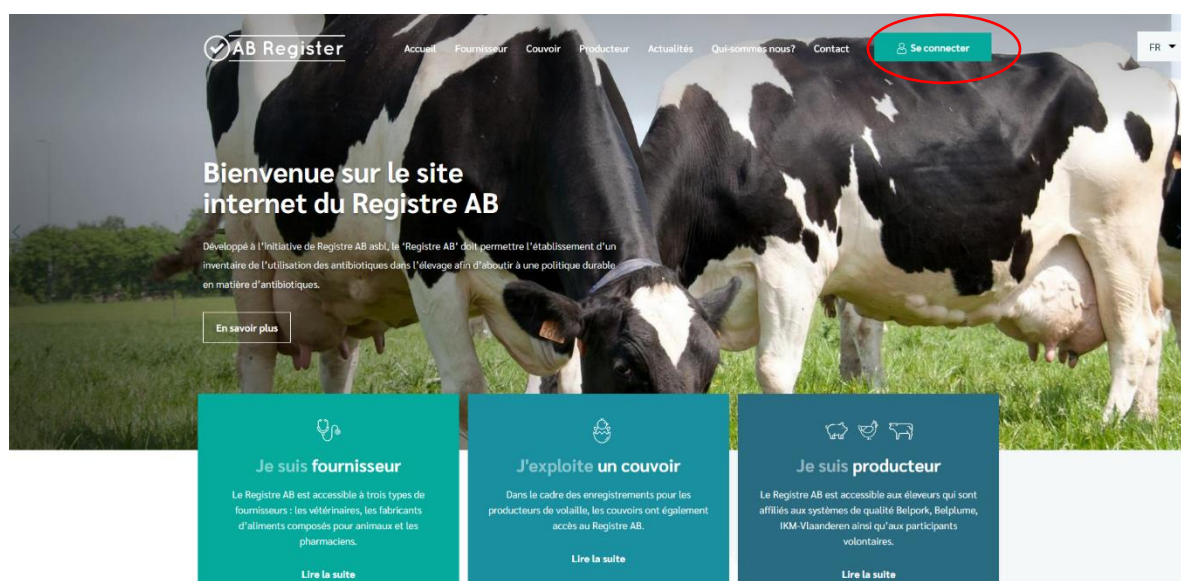 AB Register
Accueil Fournisseur Couvoir Producteur Actualités Qui-sommes nous? Contact Se connecter FR
Bienvenue sur le site
internet du Registre AB
Développé à l'initiative de Registre AB asbl, le 'Registre AB' doit permettre l'établissement d'un
inventaire de l'utilisation des antibiotiques dans l'élevage afin d'aboutir à une politique durable
en matière d'antibiotiques.
En savoir plus
Je suis fournisseur
Le Registre AB est accessible à trois types de
fournisseurs : les vétérinaires, les fabricants
d'aliments composés pour animaux et les
pharmaciens.
Lire la suite
J'exploite un couvoir
Dans le cadre des enregistrements pour les
producteurs de volaille, les couvoirs ont également
accès au Registre AB.
Lire la suite
Je suis producteur
Le Registre AB est accessible aux éleveurs qui sont
affiliés aux systèmes de qualité Belpork, Belplume,
IKM-Vlaanderen ainsi qu'aux participants
volontaires.
Lire la suite